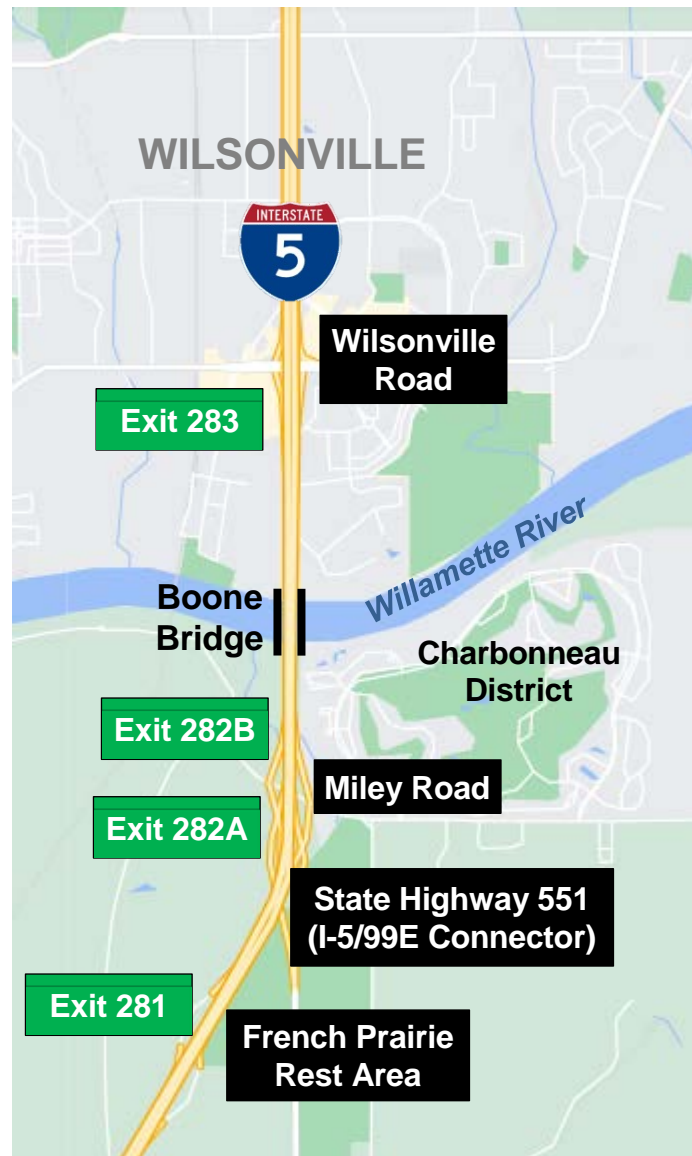 WILSONVILLE
INTERSTATE
5
Wilsonville
Road
Exit 283
Willamette River
Boone
Bridge
Charbonneau
District
Exit 282B
Miley Road
Exit 282A
State Highway 551
(I-5/99E Connector)
Exit 281
French Prairie
Rest Area